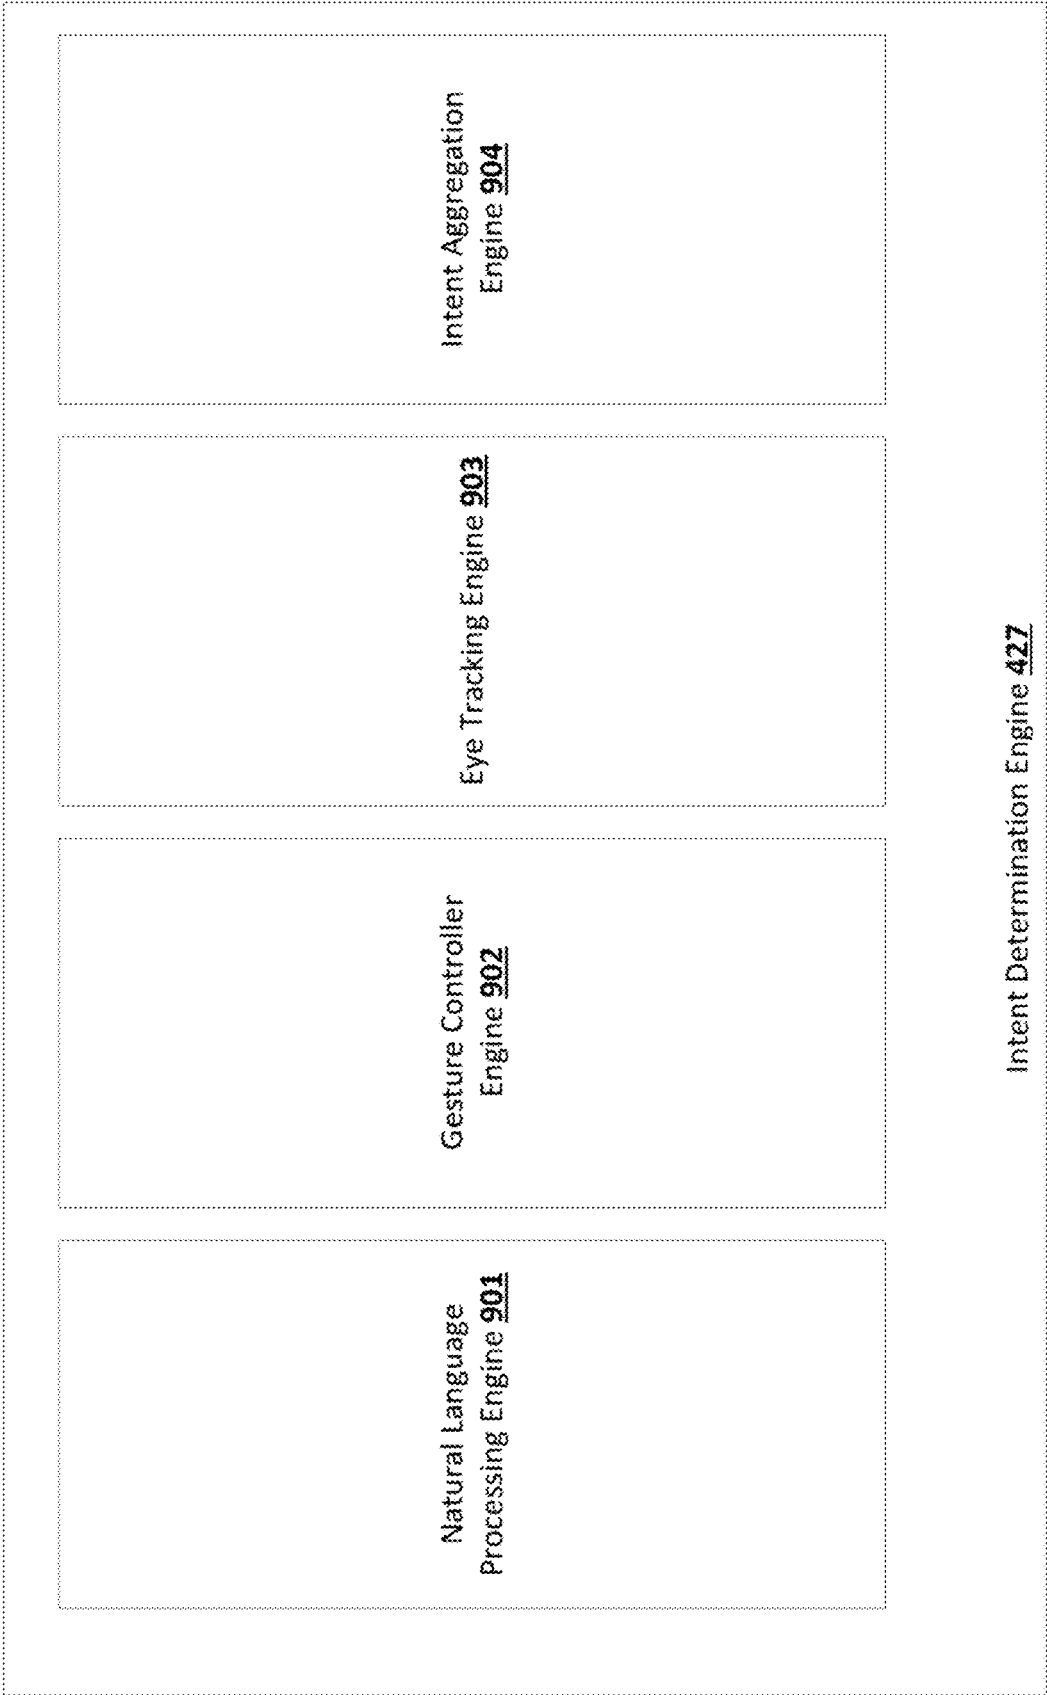 Natural Language
Processing Engine 901
Gesture Controller
Engine 902
Eye Tracking Engine 903
Intent Aggregation
Engine 904
Intent Determination Engine 427